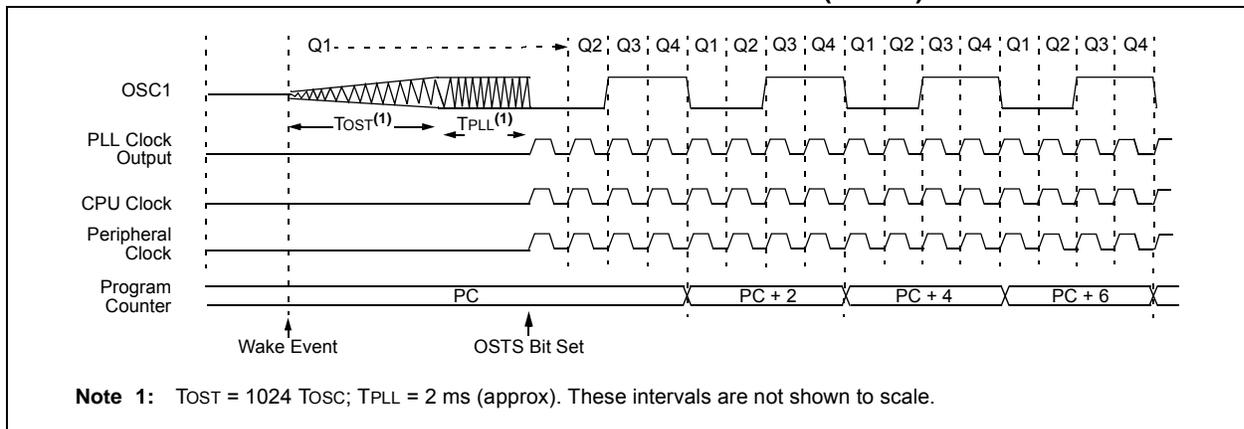 Q1 Q2 Q3 Q4 Q1 Q2 Q3 Q4 Q1 Q2 Q3 Q4 Q1 Q2 Q3 Q4
OSC1
TOST(1) TPLL(1)
PLL Clock
Output
CPU Clock
Peripheral
Clock
Program
Counter
PC PC + 2 PC + 4 PC + 6
Wake Event OSTS Bit Set
Note 1: TOST = 1024 TOSC; TPLL = 2 ms (approx). These intervals are not shown to scale.